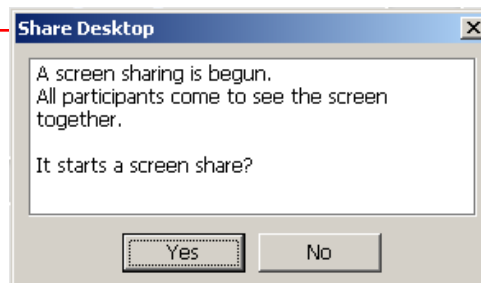 Share Desktop
A screen sharing is begun.
All participants come to see the screen
together.
It starts a screen share?
Yes
No